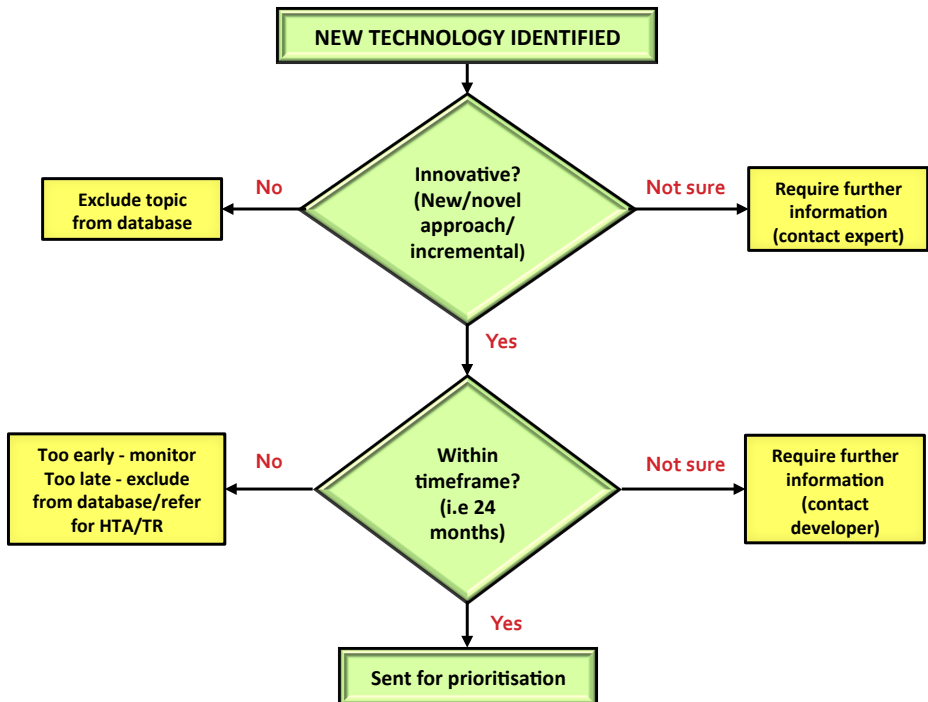 NEW TECHNOLOGY IDENTIFIED
Innovative?
(New/novel
approach/
incremental)
No
Exclude topic
from database
Not sure
Require further
information
(contact expert)
Yes
Within
timeframe?
(i.e 24
months)
No
Too early - monitor
Too late - exclude
from database/refer
for HTA/TR
Not sure
Require further
information
(contact
developer)
Yes
Sent for prioritisation